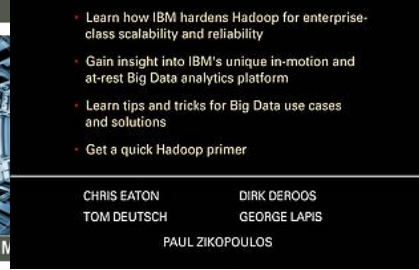 • Learn how IBM hardens Hadoop for enterprise-
class scalability and reliability
• Gain insight into IBM's unique in-motion and
at-rest Big Data analytics platform
• Learn tips and tricks for Big Data use cases
and solutions
• Get a quick Hadoop primer
CHRIS EATON DIRK DEROOS
TOM DEUTSCH GEORGE LAPIS
PAUL ZIKOPOULOS